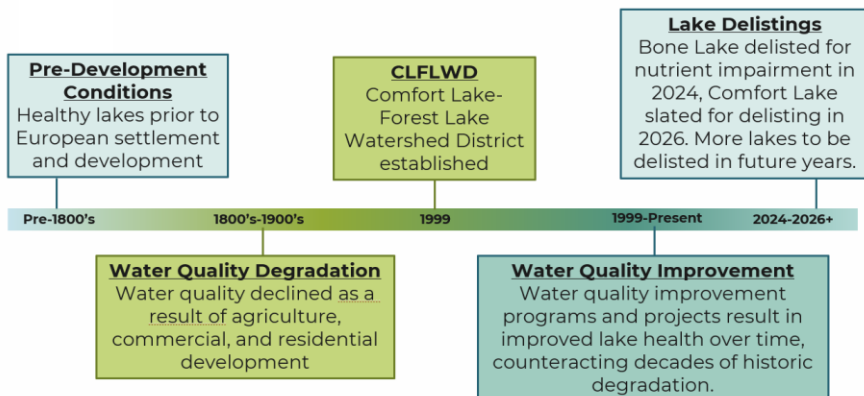 Pre-Development
Conditions
Healthy lakes prior to
European settlement
and development
CLFLWD
Comfort Lake-
Forest Lake
Watershed District
established
Lake Delistings
Bone Lake delisted for
nutrient impairment in
2024, Comfort Lake
slated for delisting in
2026. More lakes to be
delisted in future years.
Pre-1800's
1800's-1900's
1999
1999-Present
2024-2026+
Water Quality Degradation
Water quality declined as a
result of agriculture,
commercial, and residential
development
Water Quality Improvement
Water quality improvement
programs and projects result in
improved lake health over time,
counteracting decades of historic
degradation.